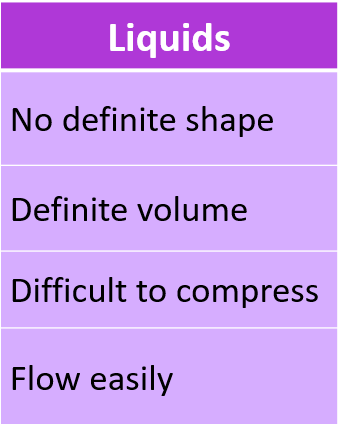 Liquids
No definite shape
Definite volume
Difficult to compress
Flow easily